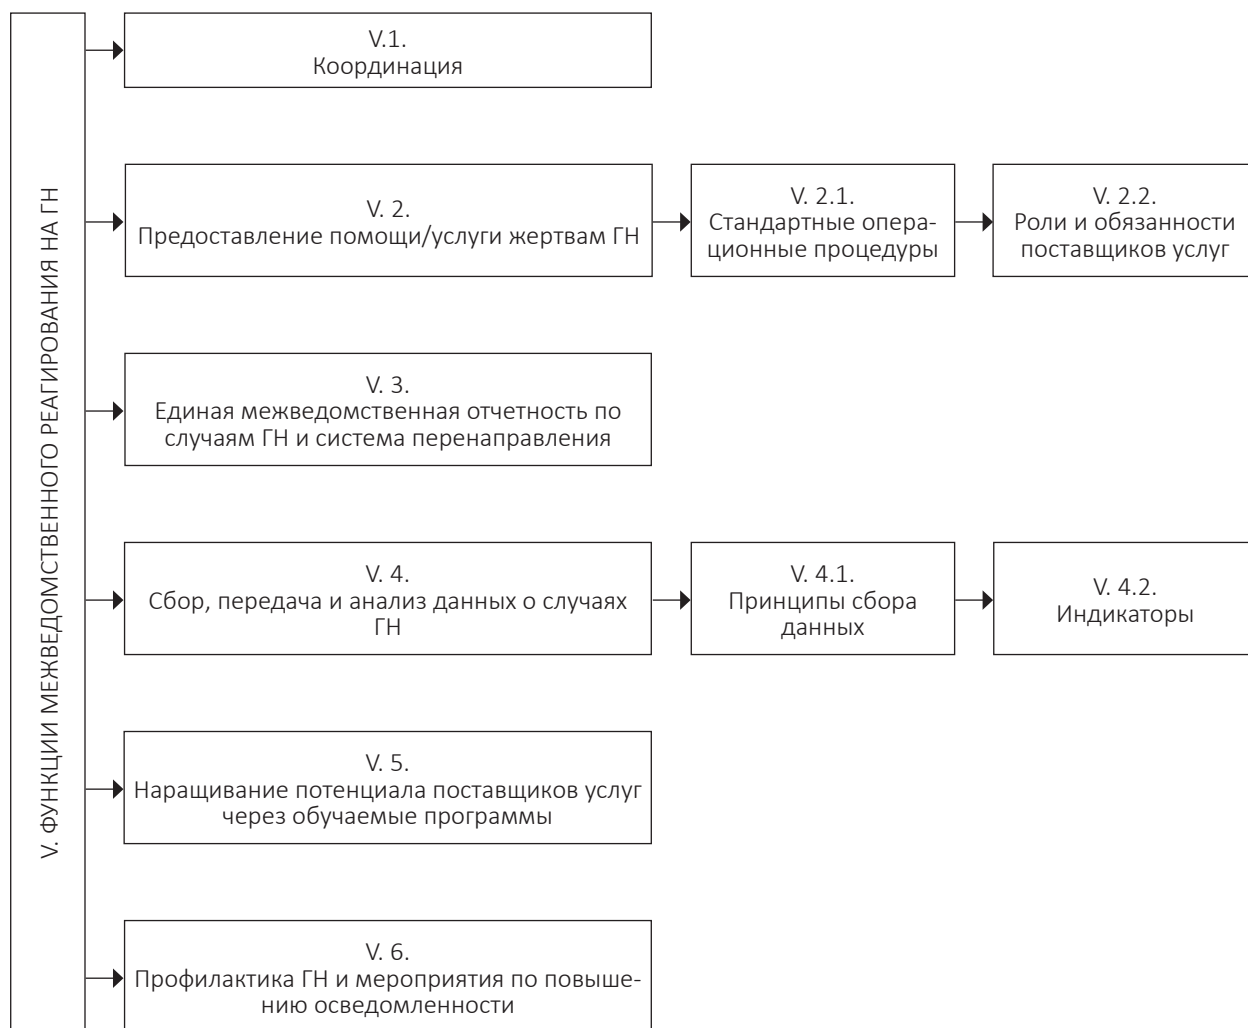 V. ФУНКЦИИ МЕЖВЕДОМСТВЕННОГО РЕАГИРОВАНИЯ НА ГН
V.1.
Координация
V. 2.
Предоставление помощи/услуги жертвам ГН
V. 2.1.
Стандартные опера-
ционные процедуры
V. 2.2.
Роли и обязанности
поставщиков услуг
V. 3.
Единая межведомственная отчетность по
случаям ГН и система перенаправления
V. 4.
Сбор, передача и анализ данных о случаях
ГН
V. 4.1.
Принципы сбора
данных
V. 4.2.
Индикаторы
V. 5.
Наращивание потенциала поставщиков услуг
через обучаемые программы
V. 6.
Профилактика ГН и мероприятия по повыше-
нию осведомленности